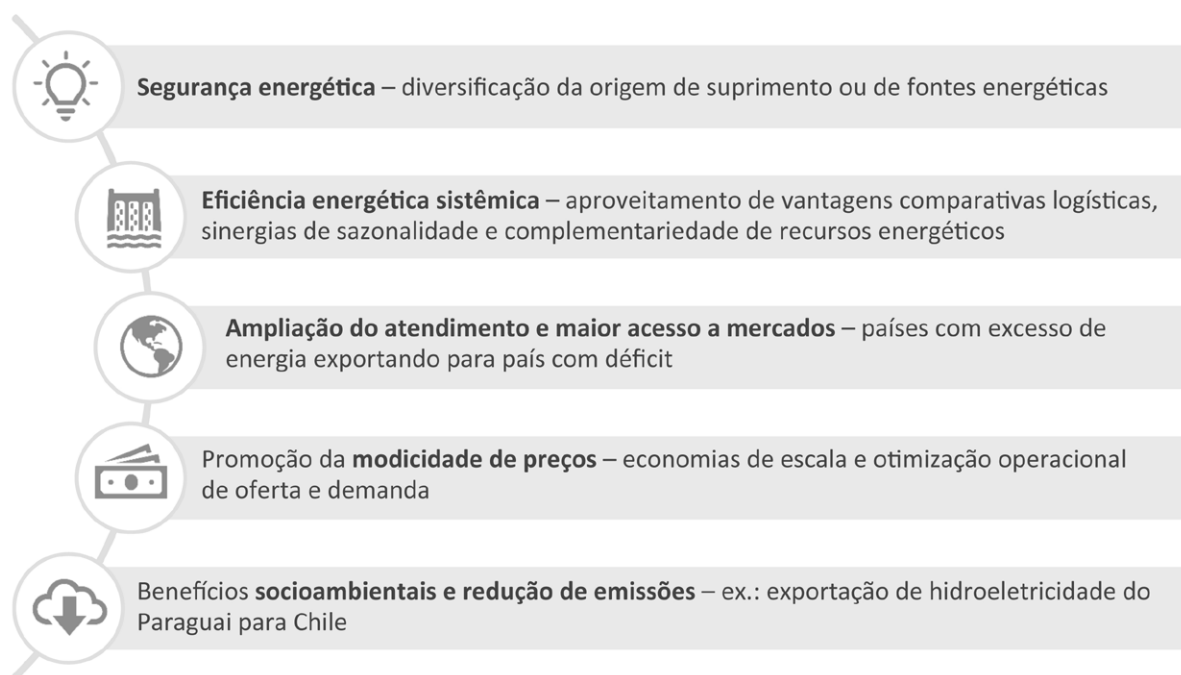 Segurança energética – diversificação da origem de suprimento ou de fontes energéticas
Eficiência energética sistêmica – aproveitamento de vantagens comparativas logísticas,
sinergias de sazonalidade e complementariedade de recursos energéticos
Ampliação do atendimento e maior acesso a mercados – países com excesso de
energia exportando para país com déficit
Promoção da modicidade de preços – economias de escala e otimização operacional
de oferta e demanda
Benefícios socioambientais e redução de emissões – ex.: exportação de hidroeletricidade do
Paraguai para Chile